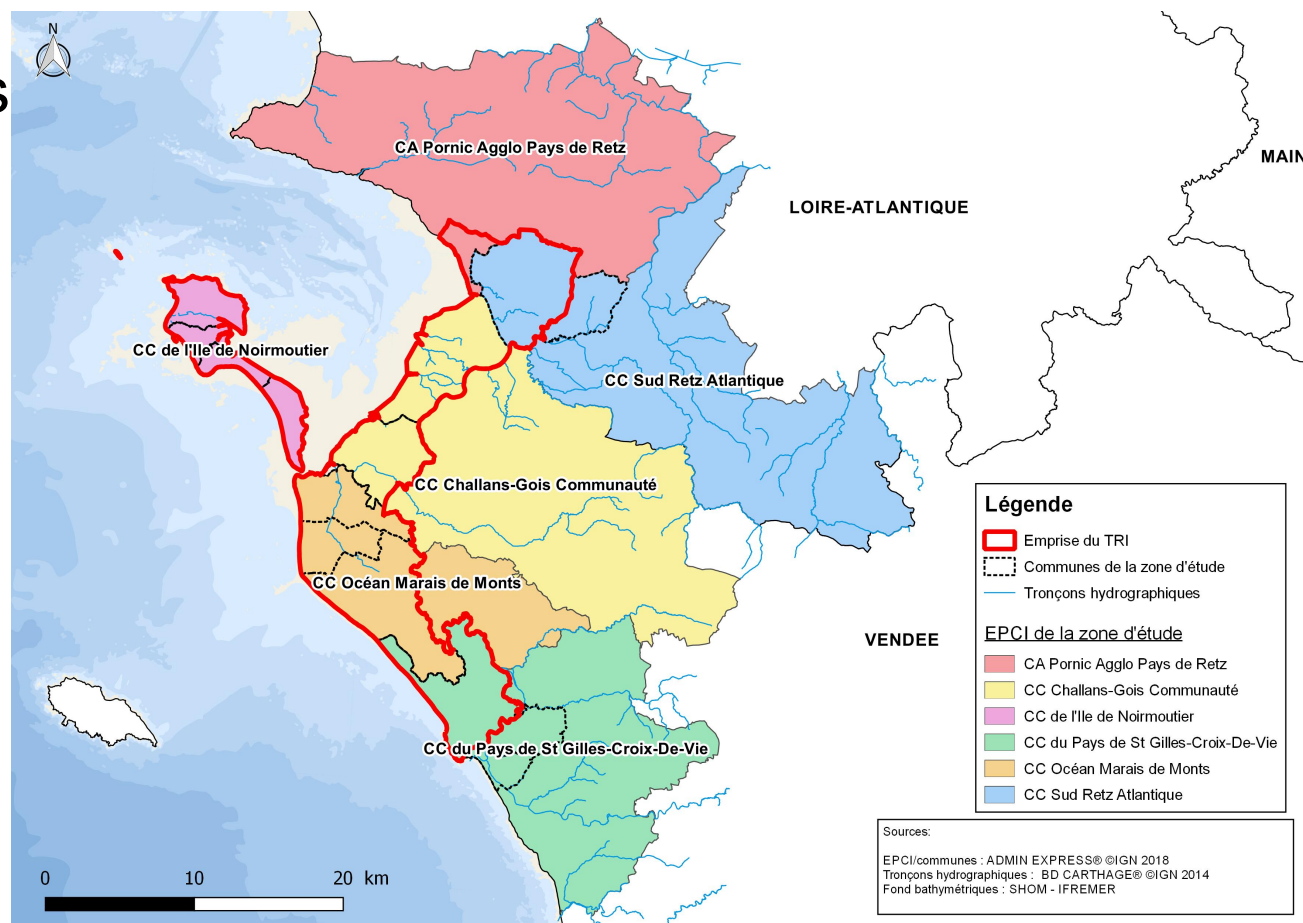 N
S
CA Pornic Agglo Pays de Retz
MAIN
LOIRE-ATLANTIQUE
CC de l'Ile de Noirmoutier
CC Sud Retz Atlantique
CC Challans-Gois Communauté
CC Océan Marais de Monts
VENDEE
CC du Pays de St Gilles-Croix-De-Vie
Légende
Emprise du TRI
Communes de la zone d'étude
Tronçons hydrographiques
EPCI de la zone d'étude
CA Pornic Agglo Pays de Retz
CC Challans-Gois Communauté
CC de l'Ile de Noirmoutier
CC du Pays de St Gilles-Croix-De-Vie
CC Océan Marais de Monts
CC Sud Retz Atlantique
Sources:
EPCI/communes : ADMIN EXPRESS® ©IGN 2018
Tronçons hydrographiques : BD CARTHAGE® ©IGN 2014
Fond bathymétriques : SHOM - IFREMER
0 10 20 km